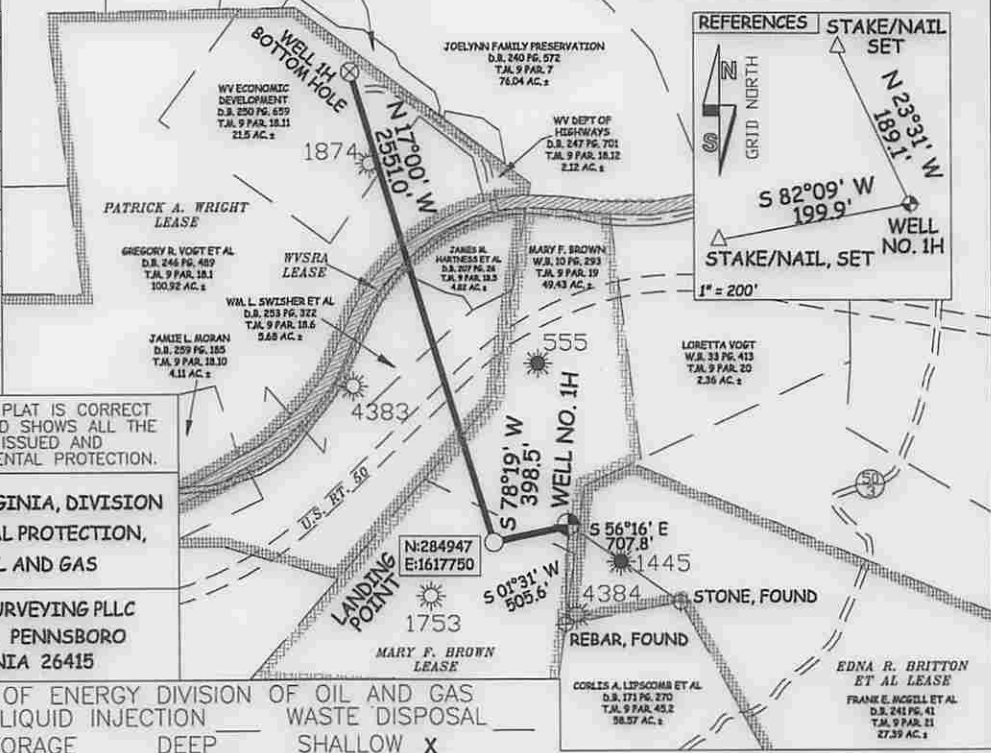 WELL 1H
BOTTOM HOLE
JOELYNN FAMILY PRESERVATION
D.B. 240 PG. 572
T.M. 9 PAR. 7
76.04 AC. ±
WV ECONOMIC
DEVELOPMENT
D.B. 250 PG. 659
T.M. 9 PAR. 18.11
21.5 AC. ±
WV DEPT OF
HIGHWAYS
D.B. 247 PG. 701
T.M. 9 PAR. 18.12
2.12 AC. ±
N 17°00' W
2551.0'
1874
REFERENCES
STAKE/NAIL
SET
N
S
GRID NORTH
N 23°31' W
189.1'
S 82°09' W
199.9'
WELL
NO. 1H
STAKE/NAIL, SET
1" = 200'
PATRICK A. WRIGHT
LEASE
GREGORY R. VOGT ET AL
D.B. 246 PG. 489
T.M. 9 PAR. 18.1
100.92 AC. ±
WVSRA
LEASE
JAMES M.
HARTNESS ET AL
D.B. 207 PG. 26
T.M. 9 PAR. 18.5
4.82 AC. ±
MARY F. BROWN
W.B. 10 PG. 293
T.M. 9 PAR. 19
49.43 AC. ±
WM. L. SWISHER ET AL
D.B. 253 PG. 322
T.M. 9 PAR. 18.6
5.68 AC. ±
JAMIE L. MORAN
D.B. 259 PG. 185
T.M. 9 PAR. 18.10
4.11 AC. ±
LORETTA VOGT
W.B. 33 PG. 413
T.M. 9 PAR. 20
2.36 AC. ±
555
4383
PLAT IS CORRECT
D SHOWS ALL THE
ISSUED AND
ENTAL PROTECTION.
GINIA, DIVISION
AL PROTECTION,
L AND GAS
U.S. RT. 50
S 78°19' W
398.5'
WELL NO. 1H
50
3
N:284947
E:1617750
S 56°16' E
707.8'
1445
LANDING
POINT
S 01°31' W
505.6'
4384
STONE, FOUND
1753
REBAR, FOUND
URVEYING PLLC
PENNSBORO
NIA 26415
MARY F. BROWN
LEASE
CORLIS A. LIPSCOMB ET AL
D.B. 171 PG. 270
T.M. 9 PAR. 45.2
58.57 AC. ±
EDNA R. BRITTON
ET AL LEASE
FRANK E. MCGILL ET AL
D.B. 241 PG. 41
T.M. 9 PAR. 21
27.39 AC. ±
OF ENERGY DIVISION OF OIL AND GAS
LIQUID INJECTION ___ WASTE DISPOSAL ___
ORAGE DEEP ___ SHALLOW X